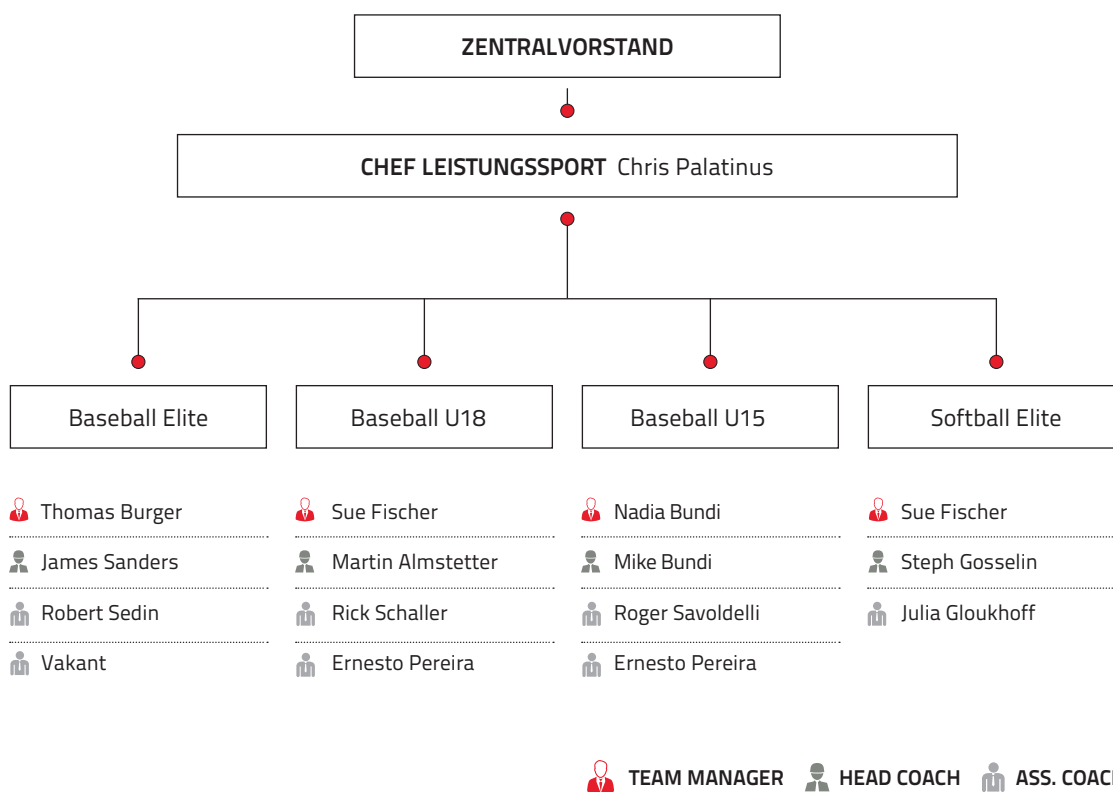 ZENTRALVORSTAND
CHEF LEISTUNGSSPORT Chris Palatinus
Baseball Elite
Baseball U18
Baseball U15
Softball Elite
Thomas Burger
James Sanders
Robert Sedin
Vakant
Sue Fischer
Martin Almstetter
Rick Schaller
Ernesto Pereira
Nadia Bundi
Mike Bundi
Roger Savoldelli
Ernesto Pereira
Sue Fischer
Steph Gosselin
Julia Gloukhoff
TEAM MANAGER HEAD COACH ASS. COACH